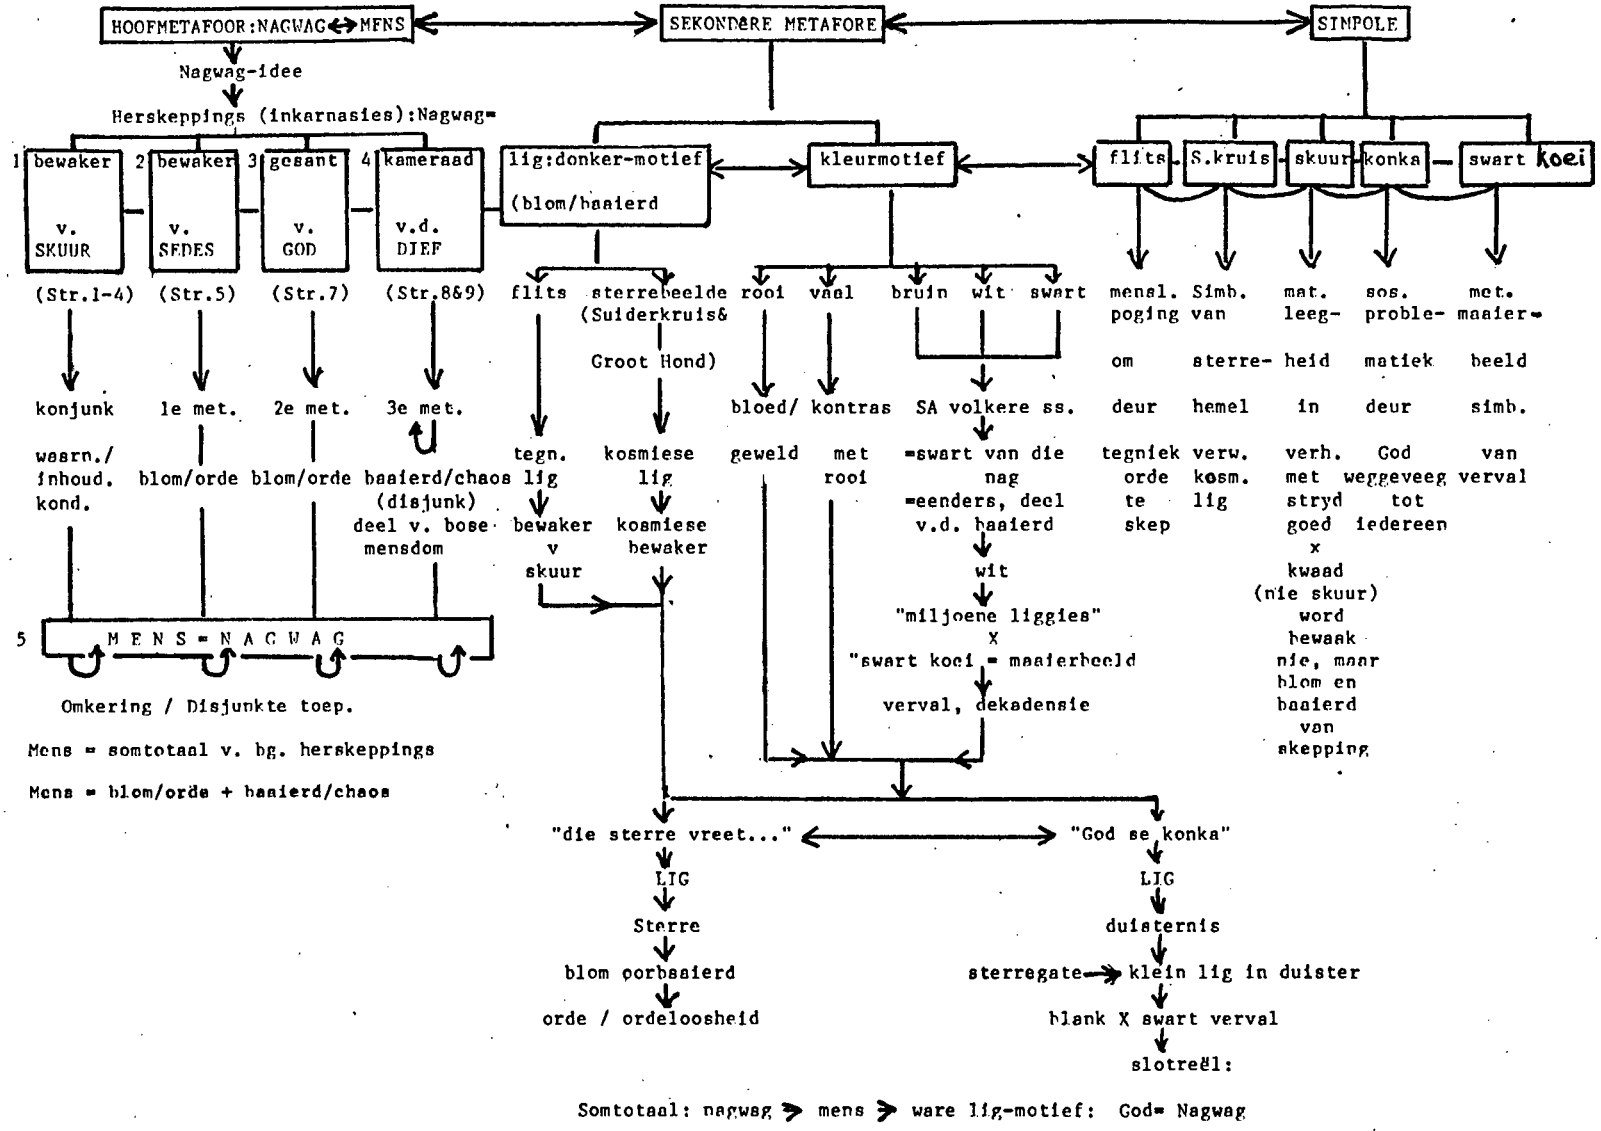 HOOFMETAFOOR:NAGWAG ↔ MENS
SEKONDêRE METAFORE
SIMBOLE
Nagwag-idee
Herskeppings (inkarnasies):Nagwag=
1 bewaker v. SKUUR
2 bewaker v. SEDES
3 gesant v. GOD
4 kameraad v.d. DIEF
lig:donker-motief
(blom/baaierd
kleurmotief
flits
S.kruis
skuur
konka
swart koei
(Str.1-4)
(Str.5)
(Str.7)
(Str.8&9)
flits
sterrebeelde
(Suiderkruis&
Groot Hond)
rooi
vaal
bruin
wit
swart
mensl.
poging
om
deur
tegniek
orde
te
skep
Simb.
van
sterre-
hemel
verw.
kosm.
lig
mat.
leeg-
heid
in
verh.
met
stryd
goed
x
kwaad
(nie skuur)
word
bewaak
nie, maar
blom en
baaierd
van
skepping
sos.
proble-
matiek
deur
God
weggeveeg
tot
iedereen
met.
maaier=
beeld
simb.
van
verval
konjunk
waarn./
inhoud.
kond.
1e met.
blom/orde
2e met.
blom/orde
3e met.
baaierd/chaos
(disjunk)
deel v. bose
mensdom
tegn.
lig
bewaker
v
skuur
kosmiese
lig
kosmiese
bewaker
bloed/
geweld
kontras
met
rooi
SA volkere ss.
=swart van die
nag
=eenders, deel
v.d. baaierd
wit
"miljoene liggies"
X
"swart koei = maaierbeeld
verval, dekadensie
5 MENS=NAGWAG
Omkering / Disjunkte toep.
Mens = somtotaal v. bg. herskeppings
Mens = blom/orde + baaierd/chaos
"die sterre vreet..."
"God se konka"
LIG
LIG
Sterre
duisternis
blom oorbaaierd
sterregate → klein lig in duister
orde / ordeloosheid
blank X swart verval
slotreël:
Somtotaal: nagwag → mens → ware lig-motief: God= Nagwag